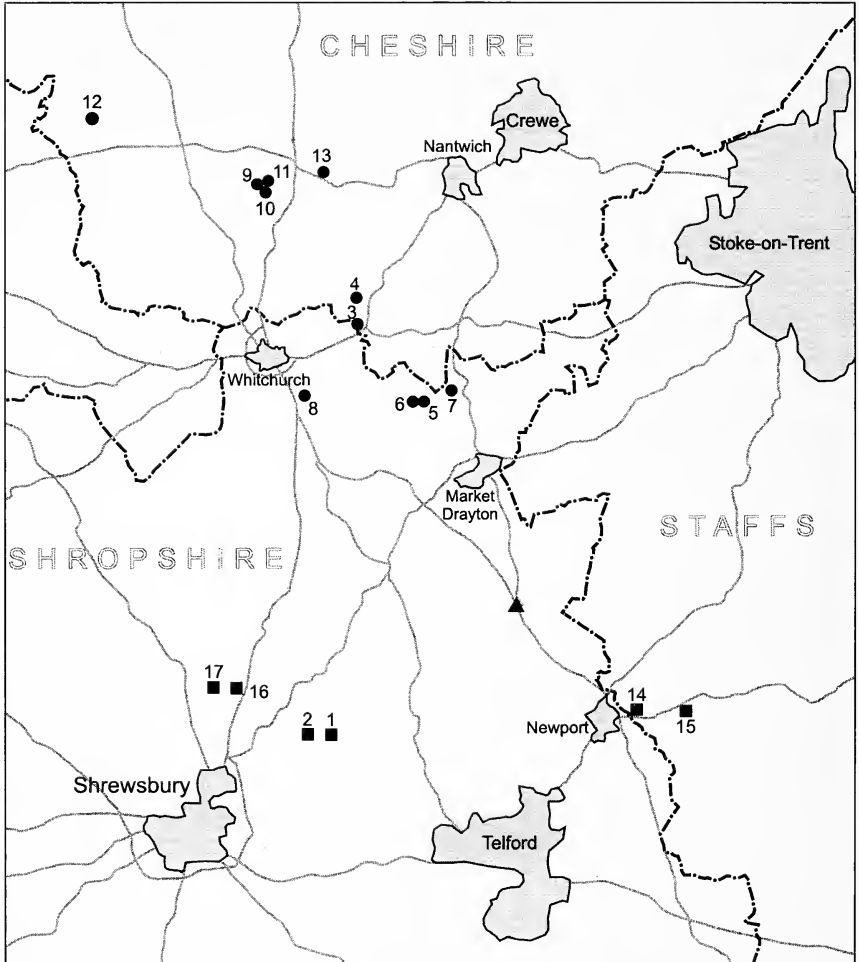 CHESHIRE
12
Crewe
Nantwich
13
9
11
10
Stoke-on-Trent
4
3
Whitchurch
8
6
5
7
Market
Drayton
STAFFS
SHROPSHIRE
17
16
14
2
1
Newport
15
Shrewsbury
Telford